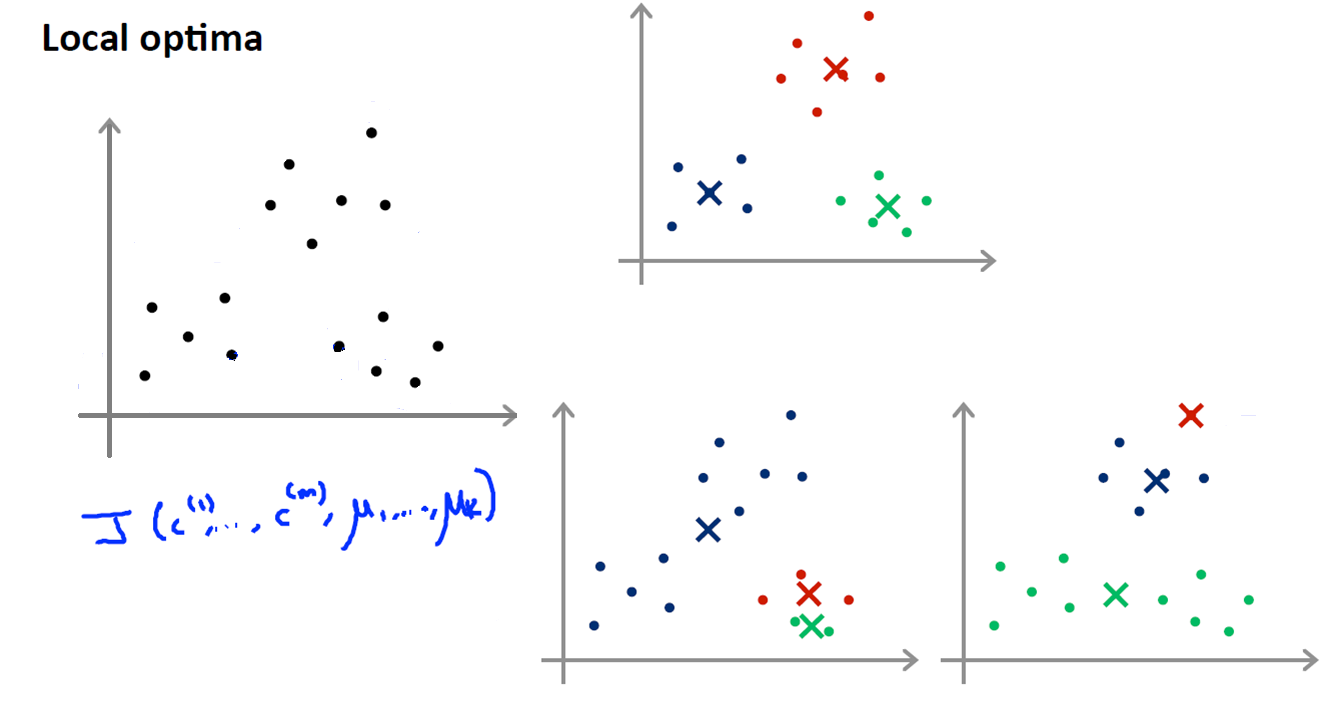 Local optima
J (c⁽¹⁾,..., c⁽ᵐ⁾, μ₁,..., μₖ)